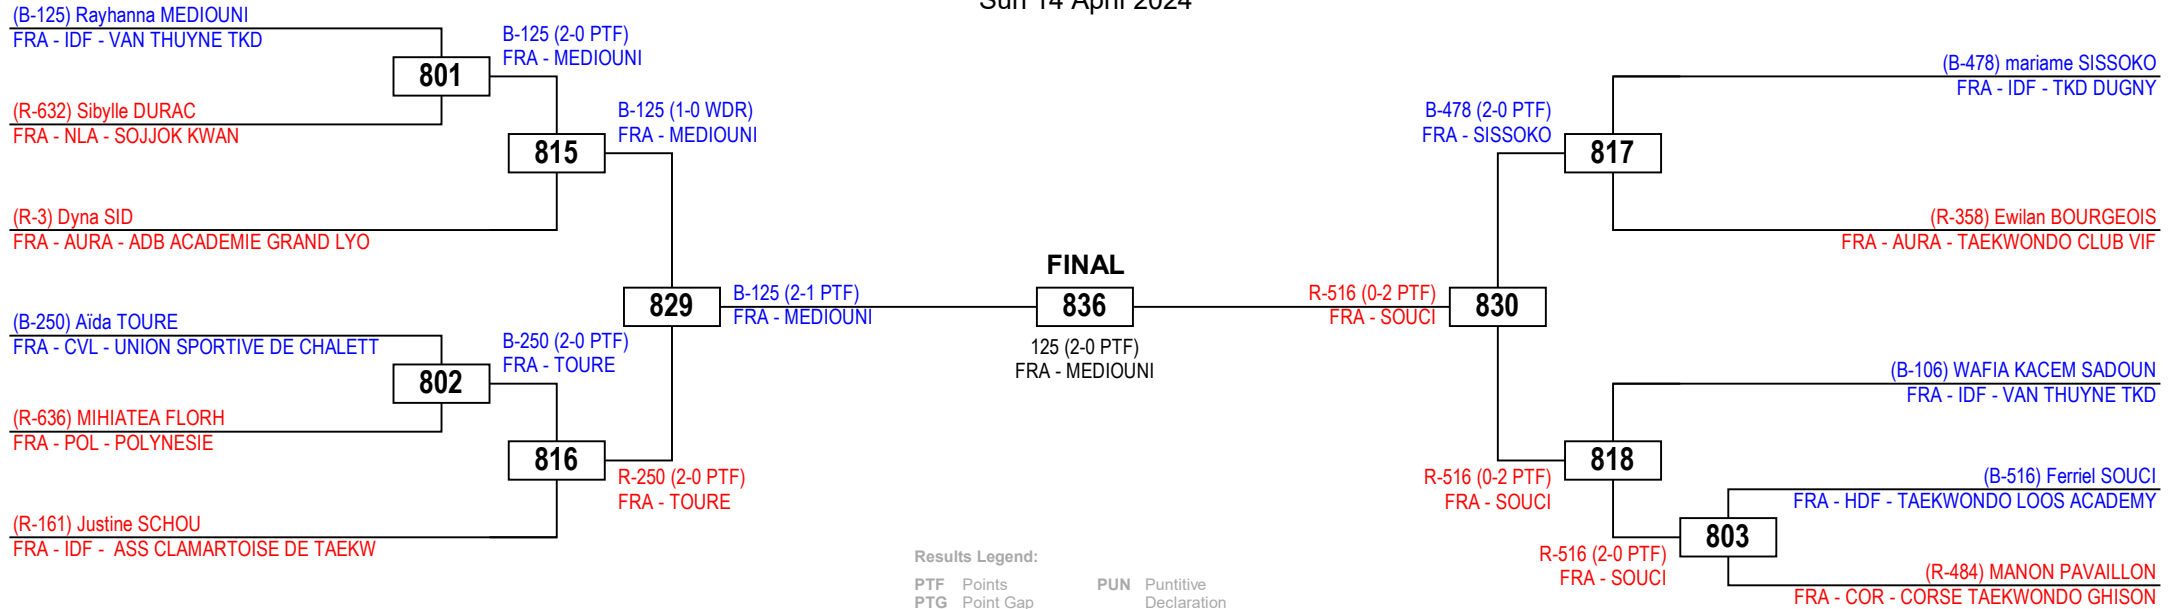 Sun 14 April 2024
(B-125) Rayhanna MEDIOUNI
FRA - IDF - VAN THUYNE TKD
B-125 (2-0 PTF)
FRA - MEDIOUNI
801
(R-632) Sibylle DURAC
FRA - NLA - SOJJOK KWAN
B-125 (1-0 WDR)
FRA - MEDIOUNI
815
(R-3) Dyna SID
FRA - AURA - ADB ACADEMIE GRAND LYO
829
B-125 (2-1 PTF)
FRA - MEDIOUNI
(B-250) Aïda TOURE
FRA - CVL - UNION SPORTIVE DE CHALETT
B-250 (2-0 PTF)
FRA - TOURE
802
(R-636) MIHIATEA FLORH
FRA - POL - POLYNESIE
816
R-250 (2-0 PTF)
FRA - TOURE
(R-161) Justine SCHOU
FRA - IDF - ASS CLAMARTOISE DE TAEKW
FINAL
836
125 (2-0 PTF)
FRA - MEDIOUNI
(B-478) mariame SISSOKO
FRA - IDF - TKD DUGNY
B-478 (2-0 PTF)
FRA - SISSOKO
817
(R-358) Ewilan BOURGEOIS
FRA - AURA - TAEKWONDO CLUB VIF
R-516 (0-2 PTF)
FRA - SOUCI
830
(B-106) WAFIA KACEM SADOUN
FRA - IDF - VAN THUYNE TKD
818
R-516 (0-2 PTF)
FRA - SOUCI
(B-516) Ferriel SOUCI
FRA - HDF - TAEKWONDO LOOS ACADEMY
803
R-516 (2-0 PTF)
FRA - SOUCI
(R-484) MANON PAVAILLON
FRA - COR - CORSE TAEKWONDO GHISON
Results Legend:
PTF Points PUN Puntitive
PTG Point Gap Declaration